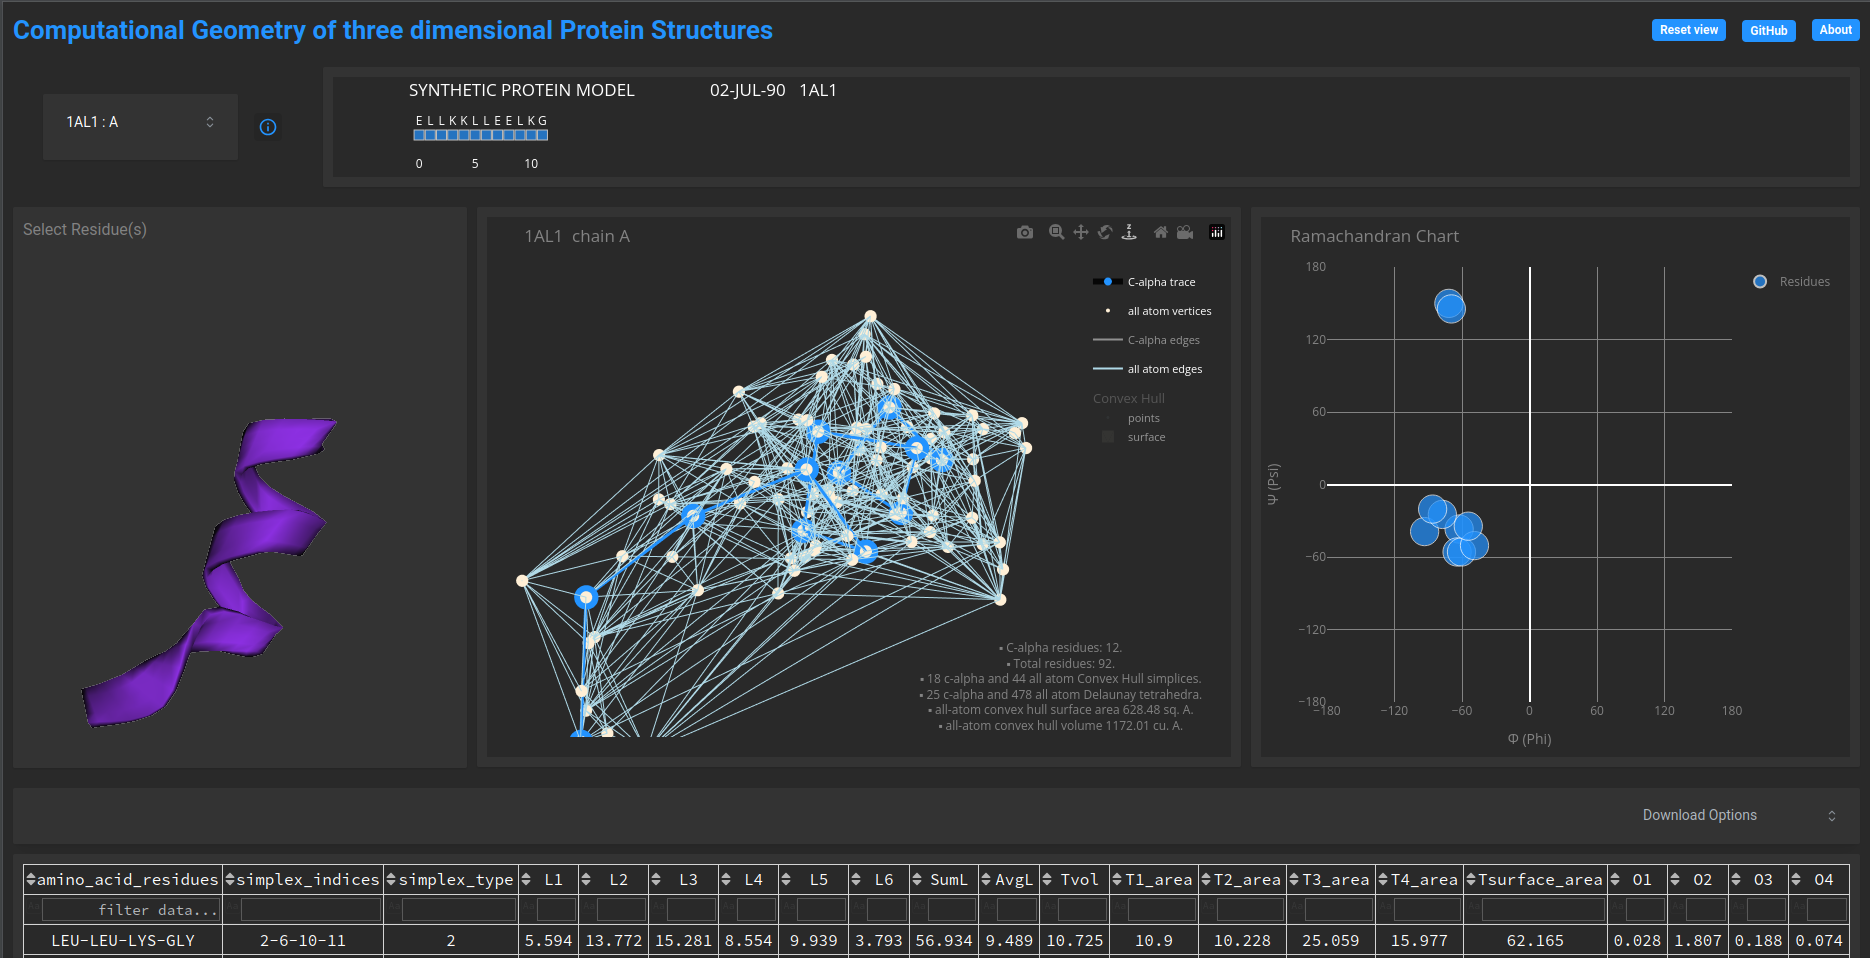 Computational Geometry of three dimensional Protein Structures
Reset view
GitHub
About
1AL1 : A
SYNTHETIC PROTEIN MODEL 02-JUL-90 1AL1
E L L K K L L E E L K G
0 5 10
Select Residue(s)
1AL1 chain A
C-alpha trace
all atom vertices
C-alpha edges
all atom edges
Convex Hull
points
surface
▪ C-alpha residues: 12.
▪ Total residues: 92.
▪ 18 c-alpha and 44 all atom Convex Hull simplices.
▪ 25 c-alpha and 478 all atom Delaunay tetrahedra.
▪ all-atom convex hull surface area 628.48 sq. A.
▪ all-atom convex hull volume 1172.01 cu. A.
Ramachandran Chart
Residues
180
120
60
0
−60
−120
−180
Ψ (Psi)
−180 −120 −60 0 60 120 180
Φ (Phi)
Download Options
amino_acid_residues simplex_indices simplex_type L1 L2 L3 L4 L5 L6 SumL AvgL Tvol T1_area T2_area T3_area T4_area Tsurface_area O1 O2 O3 O4
filter data...
LEU-LEU-LYS-GLY 2-6-10-11 2 5.594 13.772 15.281 8.554 9.939 3.793 56.934 9.489 10.725 10.9 10.228 25.059 15.977 62.165 0.028 1.807 0.188 0.074